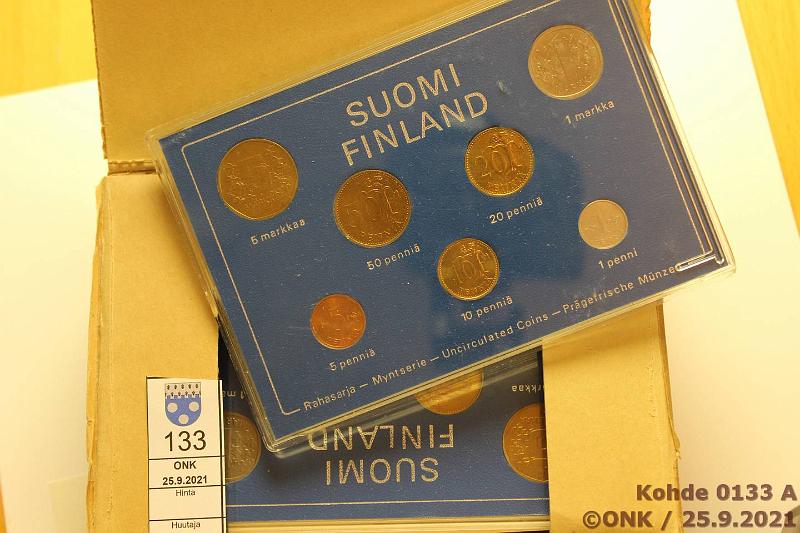 SUOMI
FINLAND
1 markka
5 markkaa
50 penniä
20 penniä
1 penni
10 penniä
5 penniä
Rahasarja – Myntserie – Uncirculated Coins – Prägefrische Münzen
SUOMI
FINLAND
133
ONK
25.9.2021
Hinta
Huutaja
Kohde 0133 A
©ONK / 25.9.2021